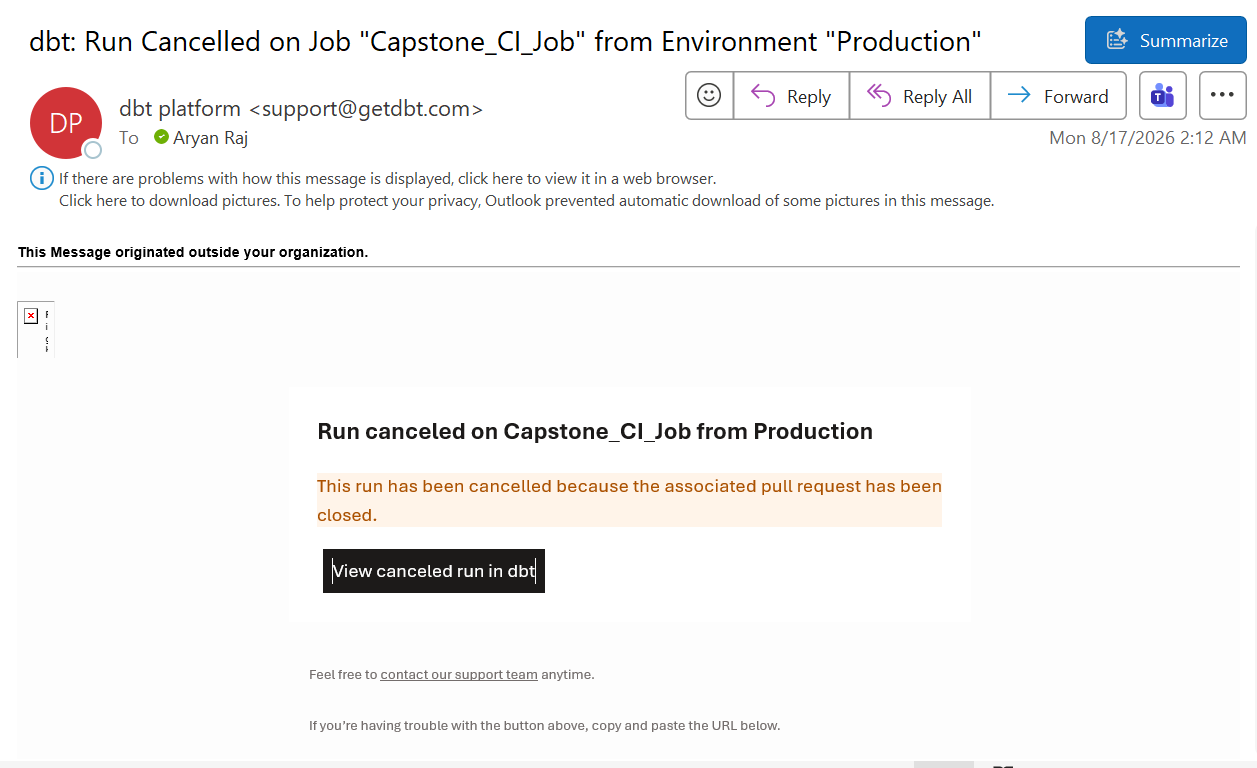 dbt: Run Cancelled on Job "Capstone_CI_Job" from Environment "Production"
Summarize
DP
dbt platform <support@getdbt.com>
To Aryan Raj
Reply
Reply All
Forward
T
Mon 8/17/2026 2:12 AM
If there are problems with how this message is displayed, click here to view it in a web browser.
Click here to download pictures. To help protect your privacy, Outlook prevented automatic download of some pictures in this message.
This Message originated outside your organization.
Run canceled on Capstone_CI_Job from Production
This run has been cancelled because the associated pull request has been
closed.
View canceled run in dbt
Feel free to contact our support team anytime.
If you're having trouble with the button above, copy and paste the URL below.